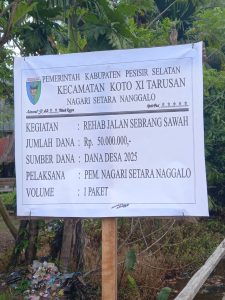 PEMERINTAH KABUPATEN PESISIR SELATAN
KECAMATAN KOTO XI TARUSAN
NAGARI SETARA NANGGALO
KEGIATAN : REHAB JALAN SEBRANG SAWAH
JUMLAH DANA : Rp. 50.000.000,-
SUMBER DANA : DANA DESA 2025
PELAKSANA : PEM. NAGARI SETARA NAGGALO
VOLUME : 1 PAKET